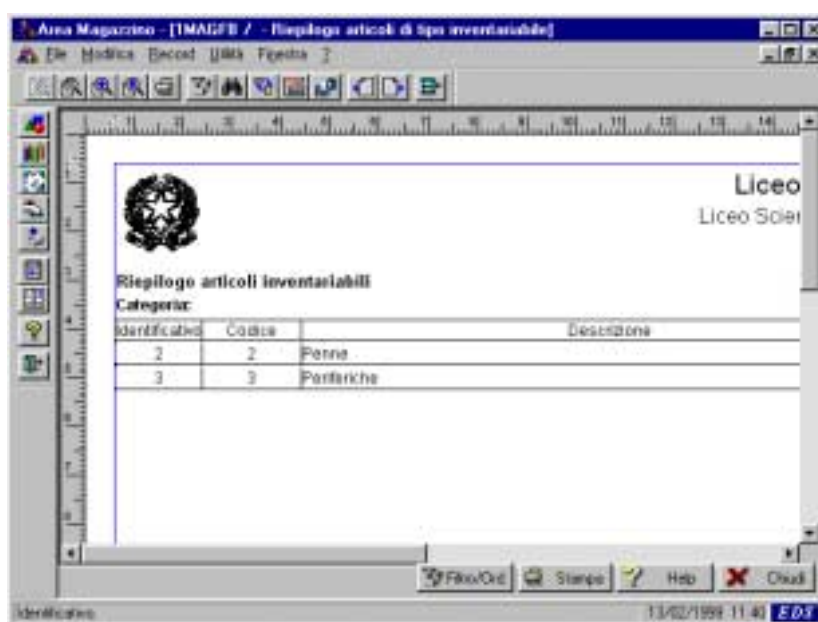 Area Magazzino - [1MAGFB / - Riepilogo articoli di tipo inventariabile]
File Modifica Record Utilità Finestra ?
Liceo
Liceo Scien
Riepilogo articoli inventariabili
Categoria:
Identificativo Codice Descrizione
2 2 Penne
3 3 Periferiche
Filtro/Ord Stampa Help Chiudi
Identificativo 13/02/1999 11:40 EDS